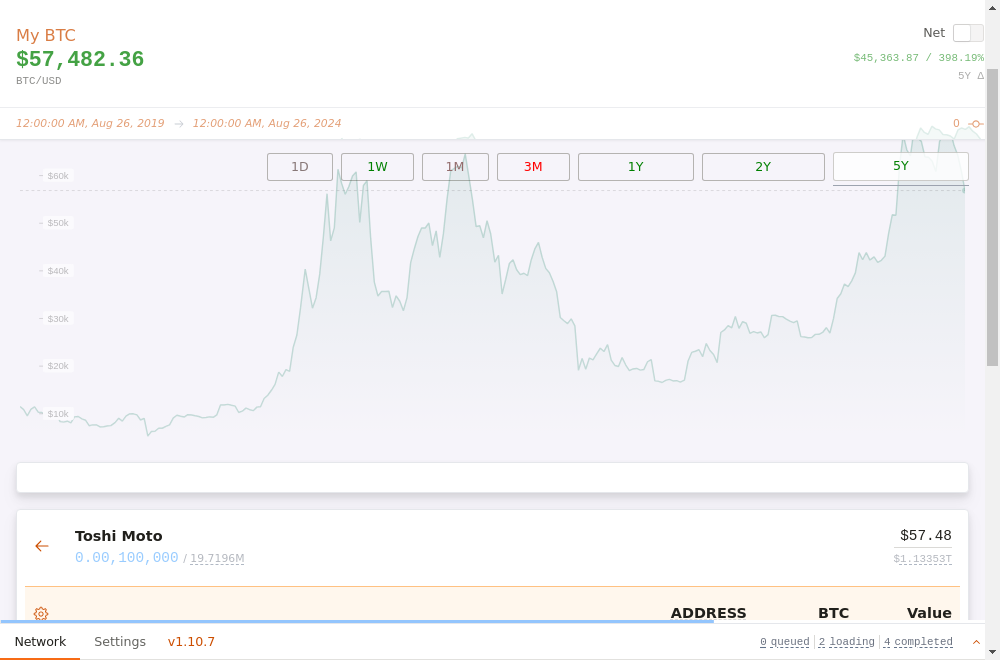 My BTC
Net
$57,482.36
$45,363.87 / 398.19%
BTC/USD
5Y Δ
12:00:00 AM, Aug 26, 2019 → 12:00:00 AM, Aug 26, 2024
0
1D 1W 1M 3M 1Y 2Y 5Y
$60k
$50k
$40k
$30k
$20k
$10k
Toshi Moto
$57.48
0.00,100,000 / 19.7196M
$1.13353T
ADDRESS BTC Value
Network Settings v1.10.7
0 queued 2 loading 4 completed